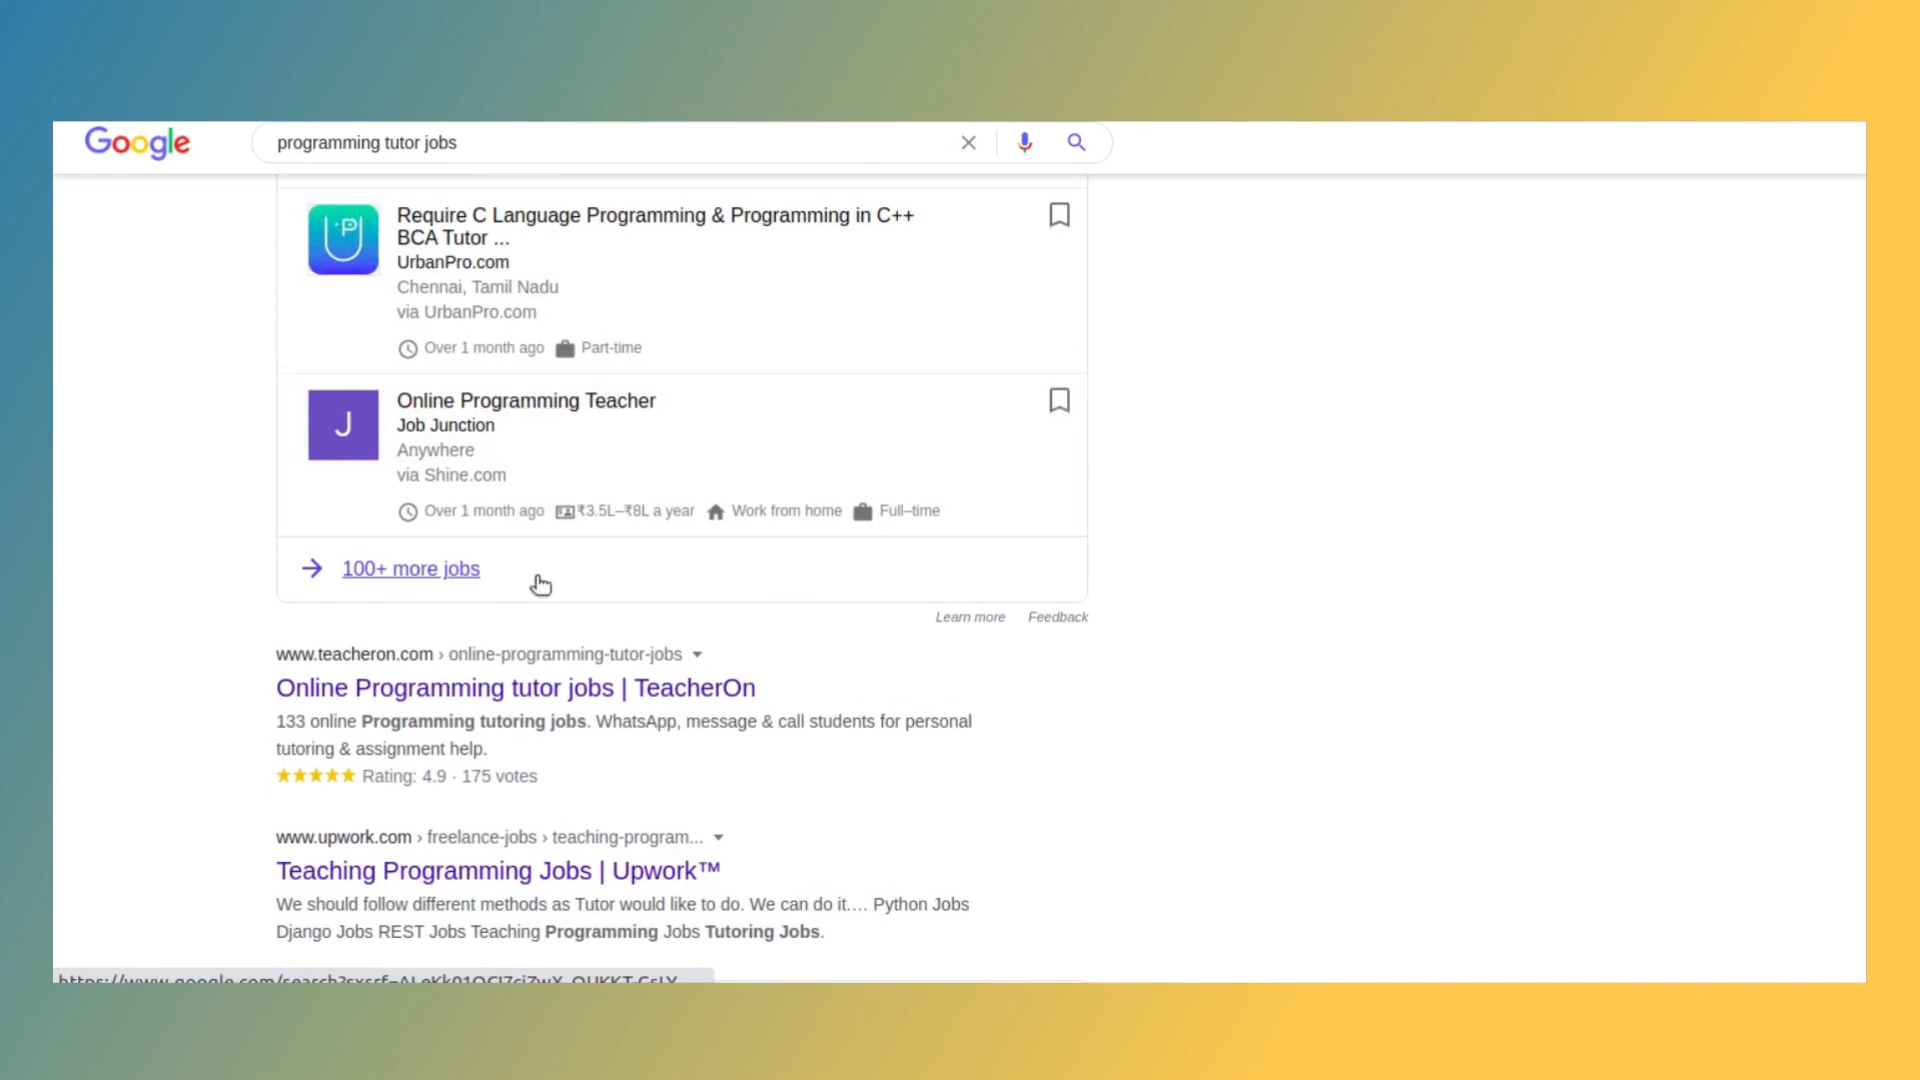 Google
programming tutor jobs
Require C Language Programming & Programming in C++
BCA Tutor ...
UrbanPro.com
Chennai, Tamil Nadu
via UrbanPro.com
Over 1 month ago Part-time
J
Online Programming Teacher
Job Junction
Anywhere
via Shine.com
Over 1 month ago ₹3.5L–₹8L a year Work from home Full–time
100+ more jobs
Learn more Feedback
www.teacheron.com › online-programming-tutor-jobs
Online Programming tutor jobs | TeacherOn
133 online Programming tutoring jobs. WhatsApp, message & call students for personal
tutoring & assignment help.
Rating: 4.9 · 175 votes
www.upwork.com › freelance-jobs › teaching-program...
Teaching Programming Jobs | Upwork™
We should follow different methods as Tutor would like to do. We can do it.... Python Jobs
Django Jobs REST Jobs Teaching Programming Jobs Tutoring Jobs.